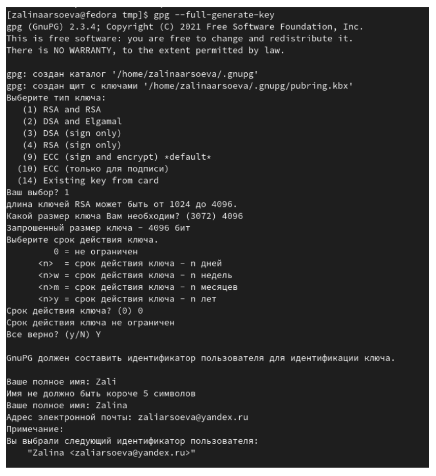 [zalinaarsoeva@fedora tmp]$ gpg --full-generate-key
gpg (GnuPG) 2.3.4; Copyright (C) 2021 Free Software Foundation, Inc.
This is free software: you are free to change and redistribute it.
There is NO WARRANTY, to the extent permitted by law.

gpg: создан каталог '/home/zalinaarsoeva/.gnupg'
gpg: создан щит с ключами '/home/zalinaarsoeva/.gnupg/pubring.kbx'
Выберите тип ключа:
   (1) RSA and RSA
   (2) DSA and Elgamal
   (3) DSA (sign only)
   (4) RSA (sign only)
   (9) ECC (sign and encrypt) *default*
  (10) ECC (только для подписи)
  (14) Existing key from card
Ваш выбор? 1
длина ключей RSA может быть от 1024 до 4096.
Какой размер ключа Вам необходим? (3072) 4096
Запрошенный размер ключа - 4096 бит
Выберите срок действия ключа.
         0 = не ограничен
      <n>  = срок действия ключа - n дней
      <n>w = срок действия ключа - n недель
      <n>m = срок действия ключа - n месяцев
      <n>y = срок действия ключа - n лет
Срок действия ключа? (0) 0
Срок действия ключа не ограничен
Все верно? (y/N) Y

GnuPG должен составить идентификатор пользователя для идентификации ключа.

Ваше полное имя: Zali
Имя не должно быть короче 5 символов
Ваше полное имя: Zalina
Адрес электронной почты: zaliarsoeva@yandex.ru
Примечание:
Вы выбрали следующий идентификатор пользователя:
    "Zalina <zaliarsoeva@yandex.ru>"